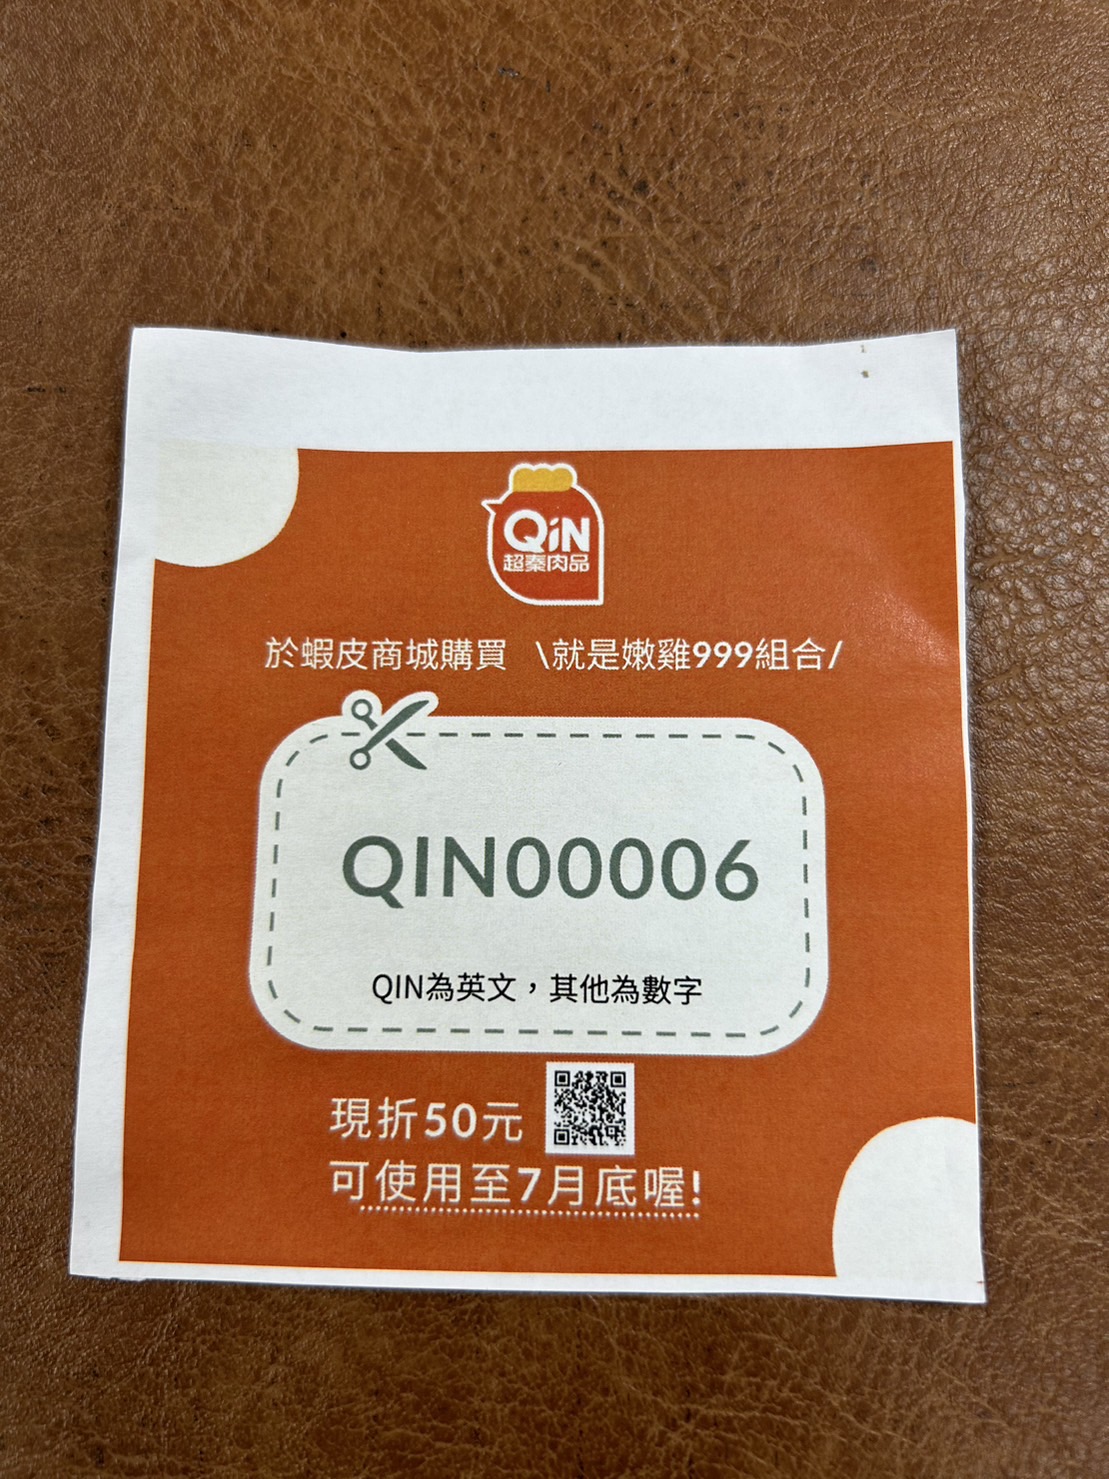 QiN
超秦肉品
於蝦皮商城購買 \就是嫩雞999組合/
QIN00006
QIN為英文，其他為數字
現折50元
可使用至7月底喔!